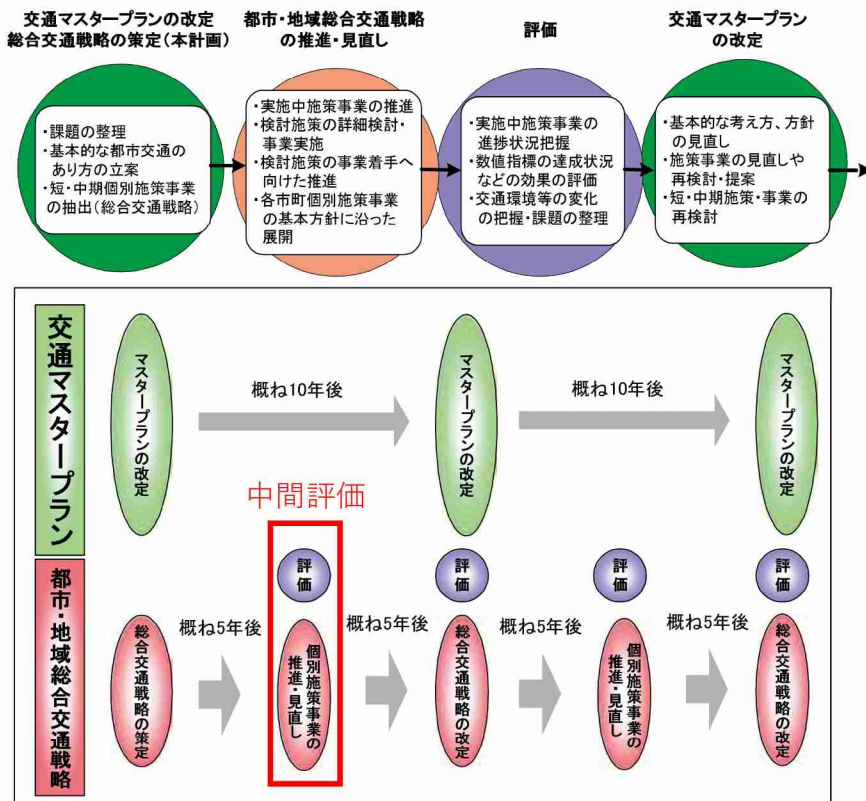 交通マスタープランの改定
総合交通戦略の策定(本計画)
都市・地域総合交通戦略
の推進・見直し
評価
交通マスタープラン
の改定
・課題の整理
・基本的な都市交通の
あり方の立案
・短・中期個別施策事業
の抽出(総合交通戦略)
・実施中施策事業の推進
・検討施策の詳細検討・
事業実施
・検討施策の事業着手へ
向けた推進
・各市町個別施策事業
の基本方針に沿った
展開
・実施中施策事業の
進捗状況把握
・数値指標の達成状況
などの効果の評価
・交通環境等の変化
の把握・課題の整理
・基本的な考え方、方針
の見直し
・施策事業の見直しや
再検討・提案
・短・中期施策・事業の
再検討
交通マスタープラン
マスタープランの改定
概ね10年後
マスタープランの改定
概ね10年後
マスタープランの改定
中間評価
都市・地域総合交通戦略
評価
評価
評価
評価
総合交通戦略の策定
概ね5年後
個別施策事業の
推進・見直し
概ね5年後
総合交通戦略の改定
概ね5年後
個別施策事業の
推進・見直し
概ね5年後
総合交通戦略の改定